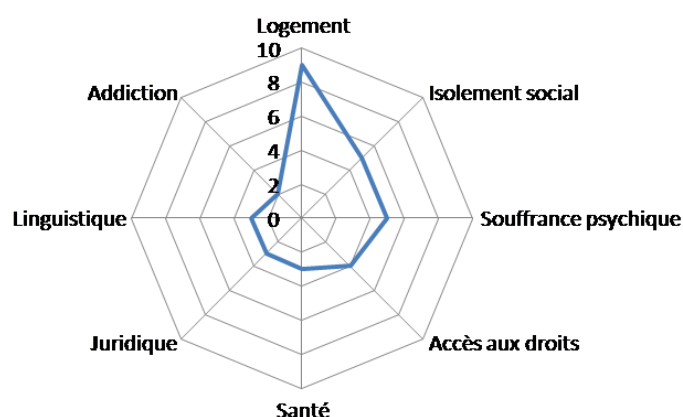 Logement
10
Addiction
8
Isolement social
6
4
2
Linguistique
0
Souffrance psychique
Juridique
Accès aux droits
Santé